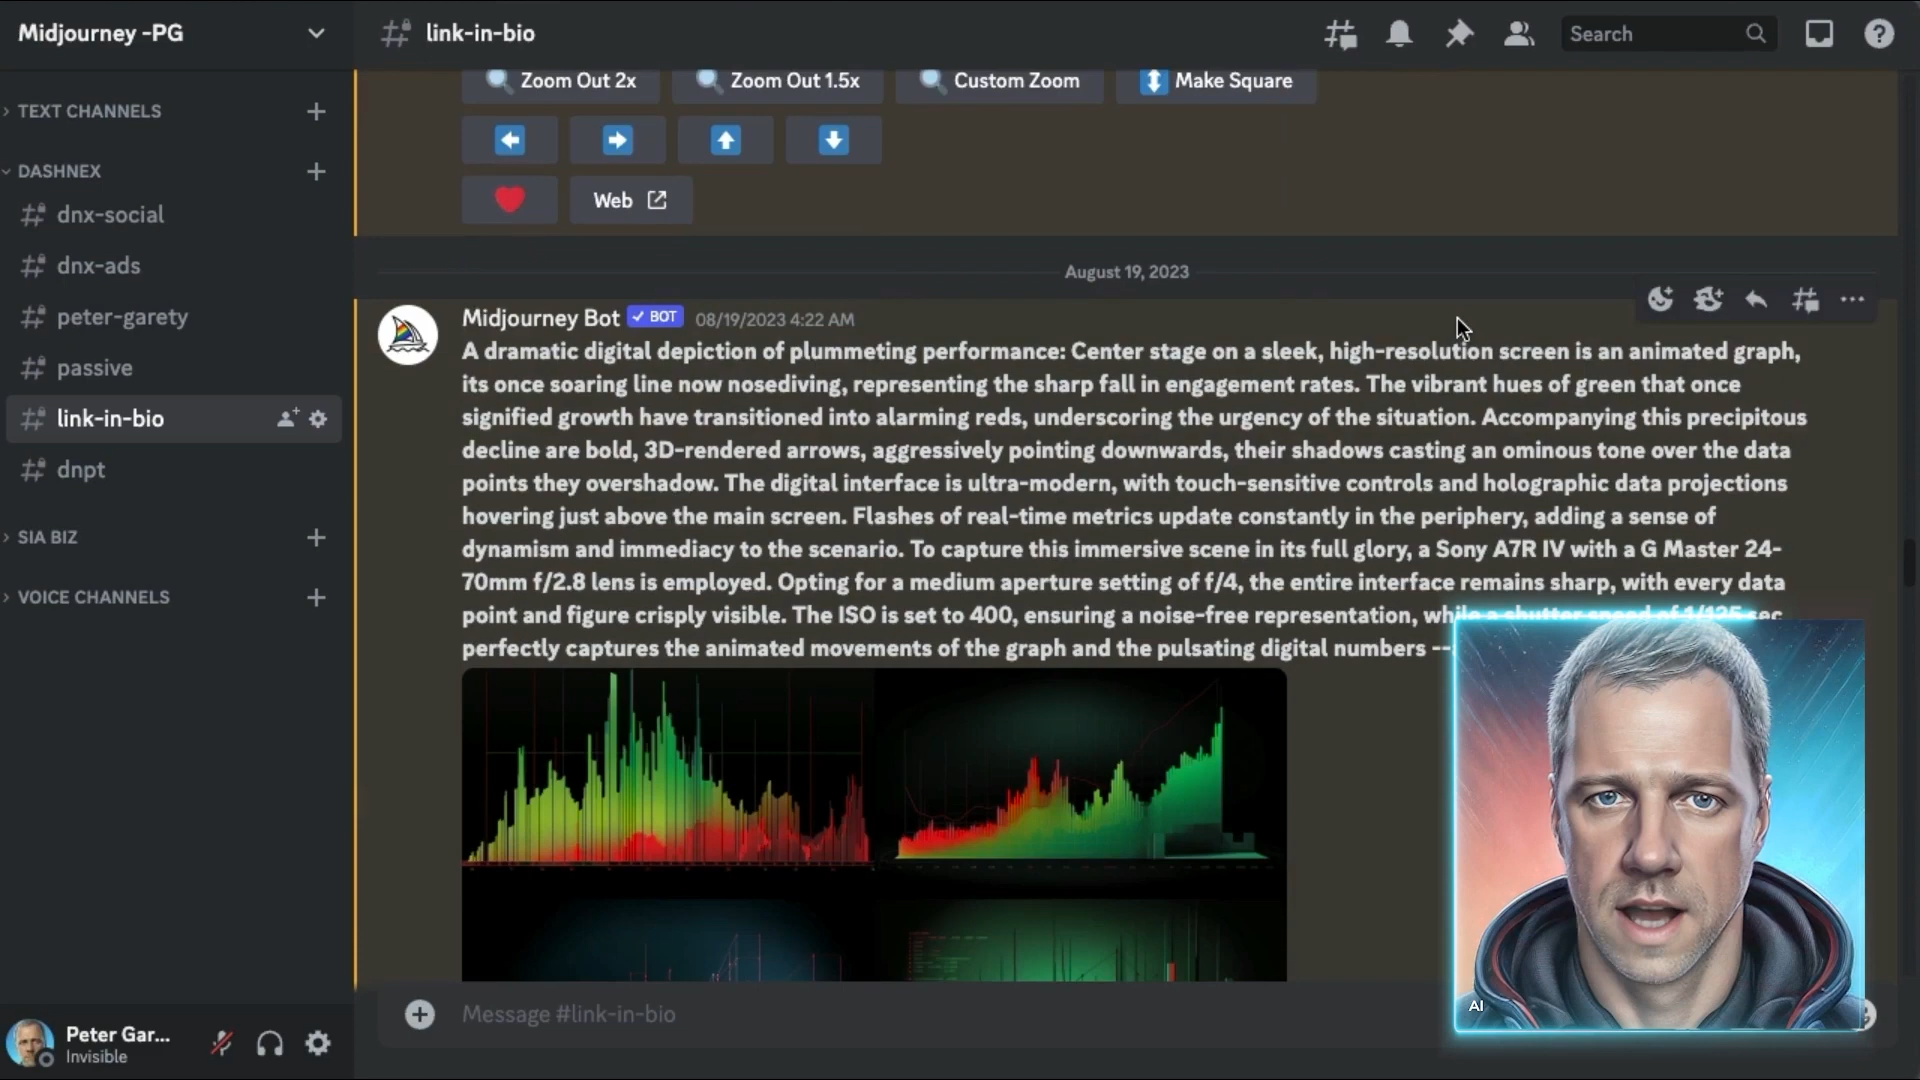 Midjourney -PG
link-in-bio
Search
TEXT CHANNELS
DASHNEX
dnx-social
dnx-ads
peter-garety
passive
link-in-bio
dnpt
SIA BIZ
VOICE CHANNELS
Peter Gar...
Invisible
Zoom Out 2x
Zoom Out 1.5x
Custom Zoom
Make Square
Web
August 19, 2023
Midjourney Bot BOT 08/19/2023 4:22 AM
A dramatic digital depiction of plummeting performance: Center stage on a sleek, high-resolution screen is an animated graph,
its once soaring line now nosediving, representing the sharp fall in engagement rates. The vibrant hues of green that once
signified growth have transitioned into alarming reds, underscoring the urgency of the situation. Accompanying this precipitous
decline are bold, 3D-rendered arrows, aggressively pointing downwards, their shadows casting an ominous tone over the data
points they overshadow. The digital interface is ultra-modern, with touch-sensitive controls and holographic data projections
hovering just above the main screen. Flashes of real-time metrics update constantly in the periphery, adding a sense of
dynamism and immediacy to the scenario. To capture this immersive scene in its full glory, a Sony A7R IV with a G Master 24-
70mm f/2.8 lens is employed. Opting for a medium aperture setting of f/4, the entire interface remains sharp, with every data
point and figure crisply visible. The ISO is set to 400, ensuring a noise-free representation, while a shutter speed of 1/125 sec
perfectly captures the animated movements of the graph and the pulsating digital numbers --
Message #link-in-bio
AI